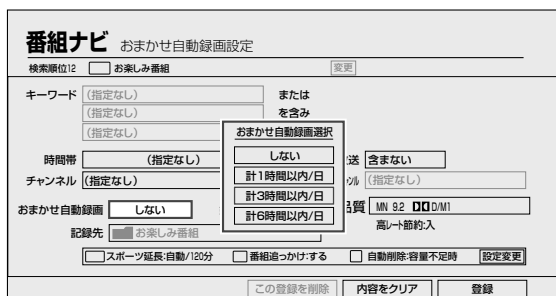 番組ナビ おまかせ自動録画設定
検索順位12 お楽しみ番組 変更
キーワード (指定なし) または
(指定なし) を含み
(指定なし)
おまかせ自動録画選択
しない
計1時間以内/日
計3時間以内/日
計6時間以内/日
時間帯 (指定なし) 送 含まない
チャンネル (指定なし) ンル (指定なし)
おまかせ自動録画 しない 質 MN 9.2 D/M1
高レート節約:入
記録先 お楽しみ番組
スポーツ延長:自動/120分 番組追っかけ:する 自動削除:容量不足時 設定変更
この登録を削除 内容をクリア 登録